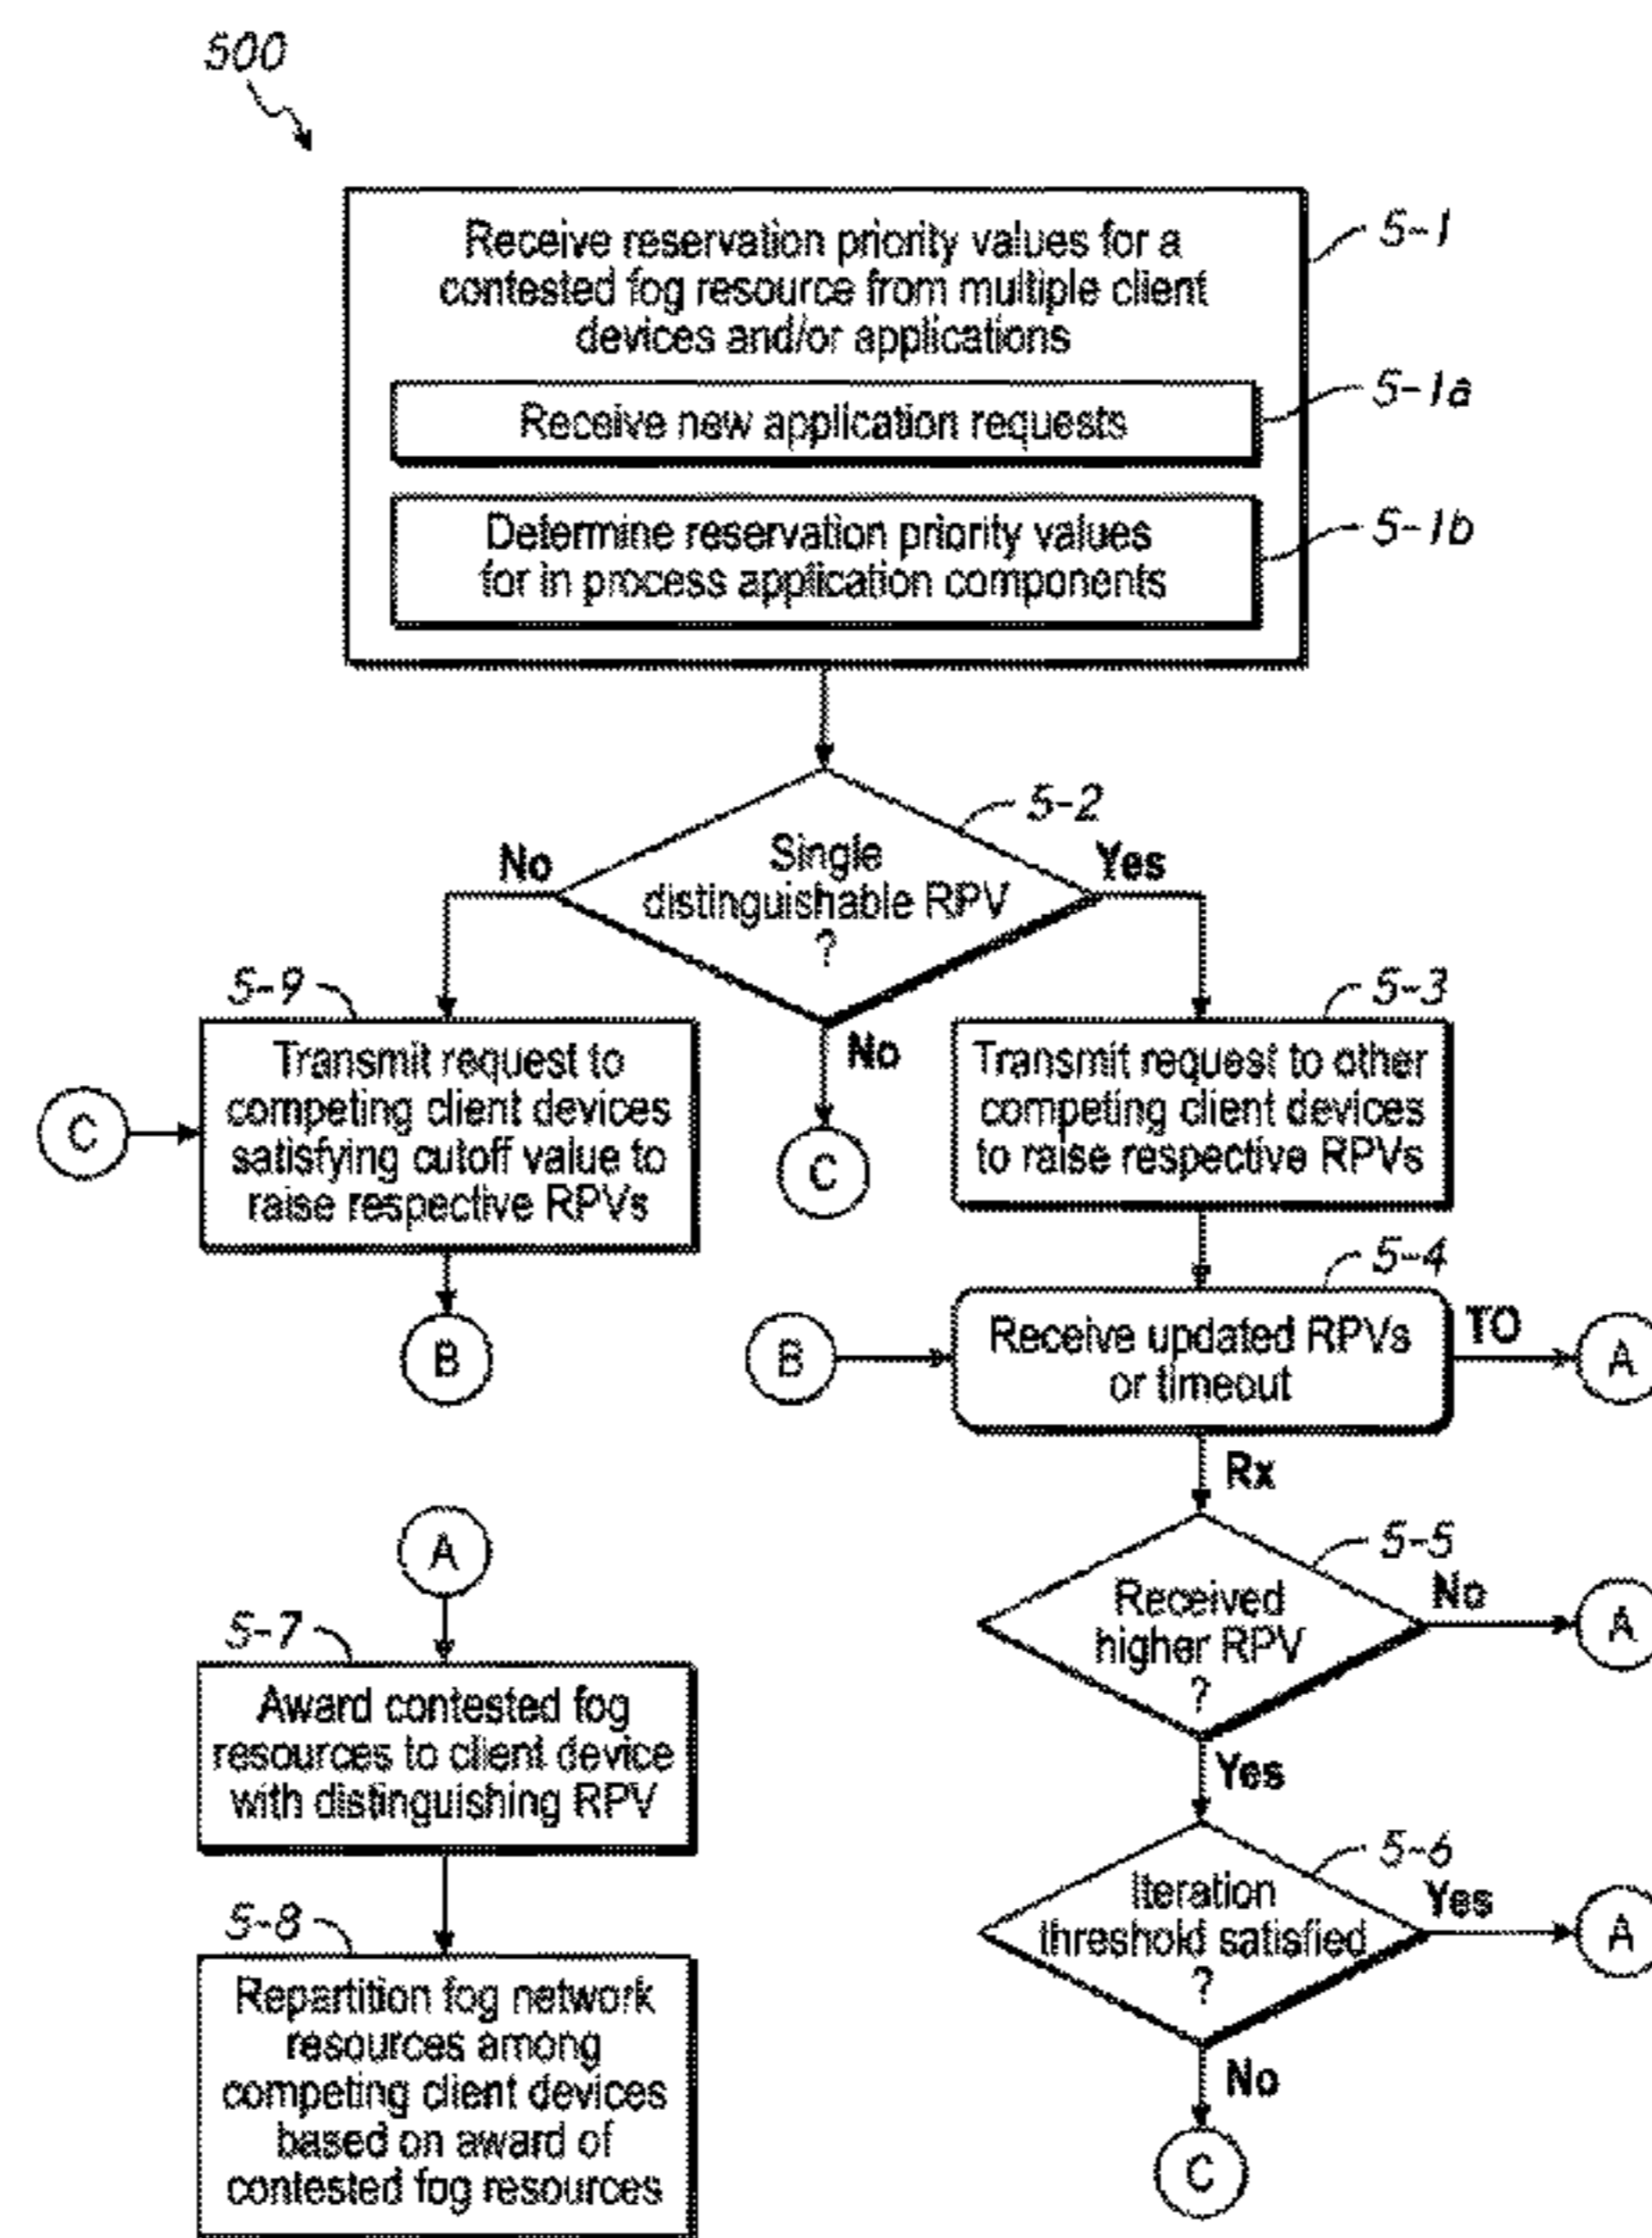 500
Receive reservation priority values for a
contested fog resource from multiple client
devices and/or applications
5-1
Receive new application requests
5-1a
Determine reservation priority values
for in process application components
5-1b
5-2
Single
distinguishable RPV
?
No
Yes
No
C
5-9
Transmit request to
competing client devices
satisfying cutoff value to
raise respective RPVs
C
B
5-3
Transmit request to other
competing client devices
to raise respective RPVs
5-4
B
Receive updated RPVs
or timeout
TO
A
Rx
5-5
Received
higher RPV
?
No
A
Yes
5-6
Iteration
threshold satisfied
?
Yes
A
No
C
A
5-7
Award contested fog
resources to client device
with distinguishing RPV
5-8
Repartition fog network
resources among
competing client devices
based on award of
contested fog resources